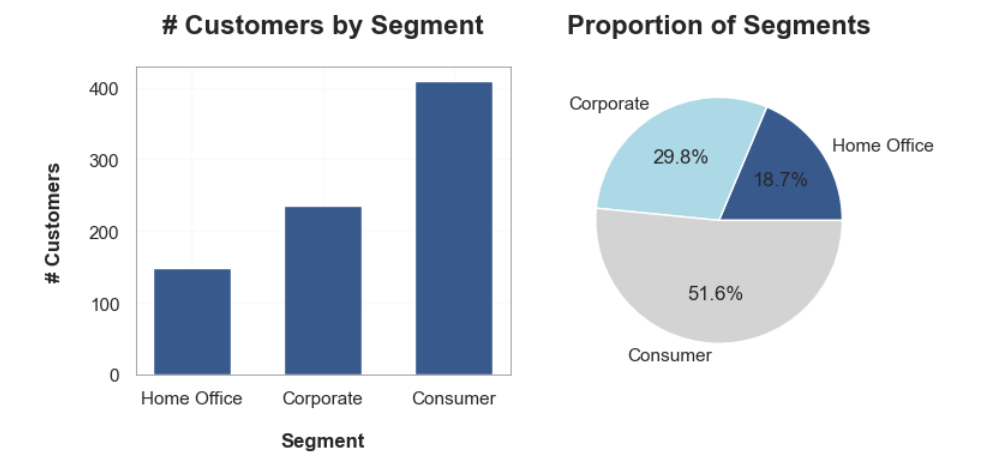 # Customers by Segment
400
300
200
100
0
# Customers
Home Office
Corporate
Consumer
Segment
Proportion of Segments
Corporate
Home Office
29.8%
18.7%
51.6%
Consumer